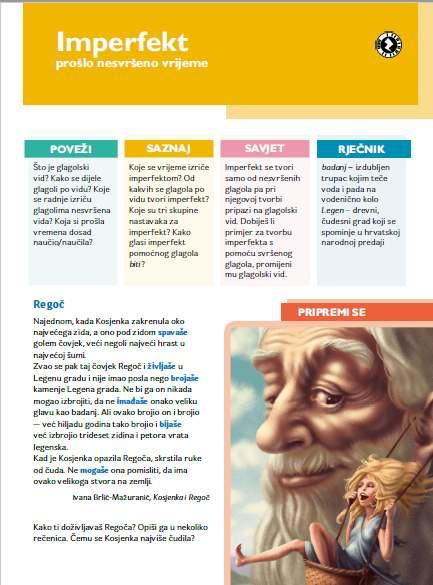 Imperfekt
prošlo nesvršeno vrijeme
POVEŽI
Što je glagolski
vid? Kako se dijele
glagoli po vidu? Koje
se radnje izriču
glagolima nesvršena
vida? Koja si prošla
vremena dosad
naučio/naučila?
SAZNAJ
Koje se vrijeme izriče
imperfektom? Od
kakvih se glagola po
vidu tvori imperfekt?
Koje su tri skupine
nastavaka za
imperfekt? Kako
glasi imperfekt
pomoćnog glagola
biti?
SAVJET
Imperfekt se tvori
samo od nesvršenih
glagola pa pri
njegovoj tvorbi
pripazi na glagolski
vid. Dobiješ li
primjer za tvorbu
imperfekta s
pomoću svršenog
glagola, promijeni
mu glagolski vid.
RJEČNIK
badanj – izdubljen
trupac kojim teče
voda i pada na
vodenično kolo
Legen – drevni,
čudesni grad koji se
spominje u hrvatskoj
narodnoj predaji
Regoč
Najednom, kada Kosjenka zakrenula oko
najvećega zida, a ono pod zidom spavaše
golem čovjek, veći negoli najveći hrast u
najvećoj šumi.
Zvao se pak taj čovjek Regoč i življaše u
Legenu gradu i nije imao posla nego brojaše
kamenje Legena grada. Ne bi ga on nikada
mogao izbrojiti, da ne imađaše onako veliku
glavu kao badanj. Ali ovako brojio on i brojio
— već hiljadu godina tako brojio i bijaše
već izbrojio trideset zidina i petora vrata
legenska.
Kad je Kosjenka opazila Regoča, skrstila ruke
od čuda. Ne mogaše ona pomisliti, da ima
ovako velikoga stvora na zemlji.
Ivana Brlić-Mažuranić, Kosjenka i Regoč
Kako ti doživljavaš Regoča? Opiši ga u nekoliko
rečenica. Čemu se Kosjenka najviše čudila?
PRIPREMI SE